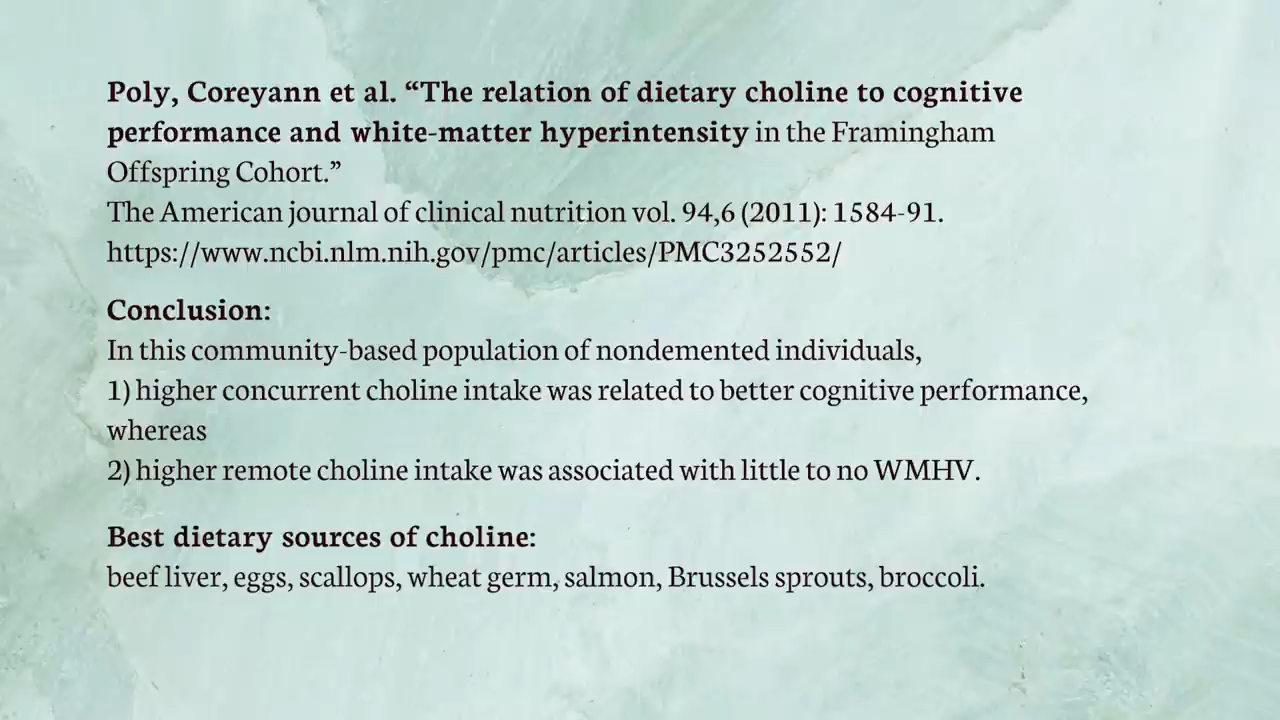 Poly, Coreyann et al. “The relation of dietary choline to cognitive
performance and white-matter hyperintensity in the Framingham
Offspring Cohort.”
The American journal of clinical nutrition vol. 94,6 (2011): 1584-91.
https://www.ncbi.nlm.nih.gov/pmc/articles/PMC3252552/
Conclusion:
In this community-based population of nondemented individuals,
1) higher concurrent choline intake was related to better cognitive performance,
whereas
2) higher remote choline intake was associated with little to no WMHV.
Best dietary sources of choline:
beef liver, eggs, scallops, wheat germ, salmon, Brussels sprouts, broccoli.